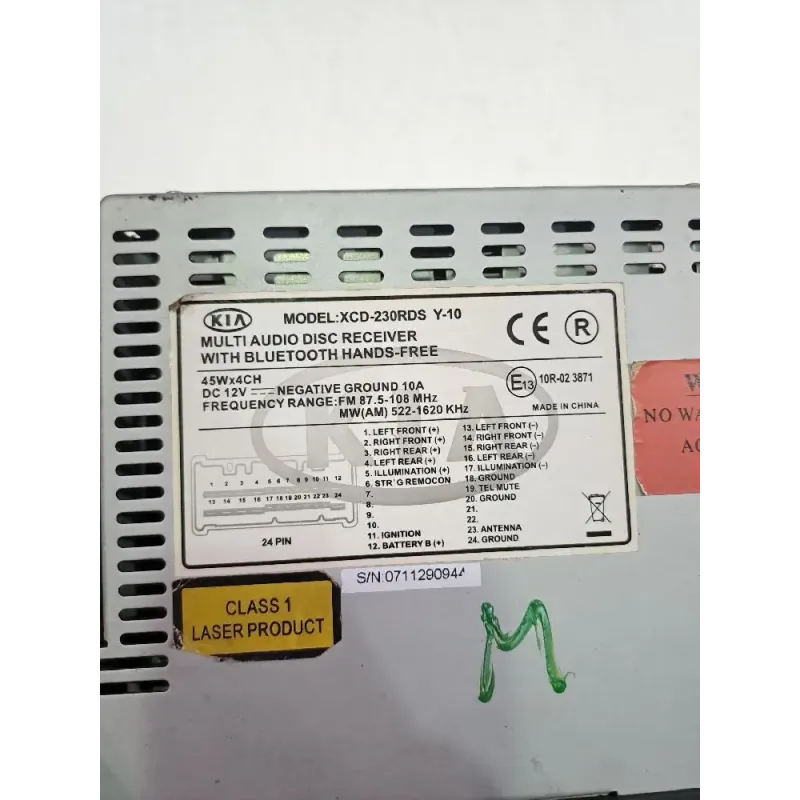 KIA
MODEL:XCD-230RDS Y-10
MULTI AUDIO DISC RECEIVER
WITH BLUETOOTH HANDS-FREE
CE R
45Wx4CH
DC 12V NEGATIVE GROUND 10A
FREQUENCY RANGE:FM 87.5-108 MHz
MW(AM) 522-1620 KHz
E13 10R-02 3871
MADE IN CHINA
KIA
1 2 3 4 5 6 7 8 9 10 11 12
13 14 15 16 17 18 19 20 21 22 23 24
24 PIN
1. LEFT FRONT (+)
2. RIGHT FRONT (+)
3. RIGHT REAR (+)
4. LEFT REAR (+)
5. ILLUMINATION (+)
6. STR'G REMOCON
7.
8.
9.
10.
11. IGNITION
12. BATTERY B (+)
13. LEFT FRONT (-)
14. RIGHT FRONT (-)
15. RIGHT REAR (-)
16. LEFT REAR (-)
17. ILLUMINATION (-)
18. GROUND
19. TEL MUTE
20. GROUND
21.
22.
23. ANTENNA
24. GROUND
NO
S/N:0711290944
CLASS 1
LASER PRODUCT
M